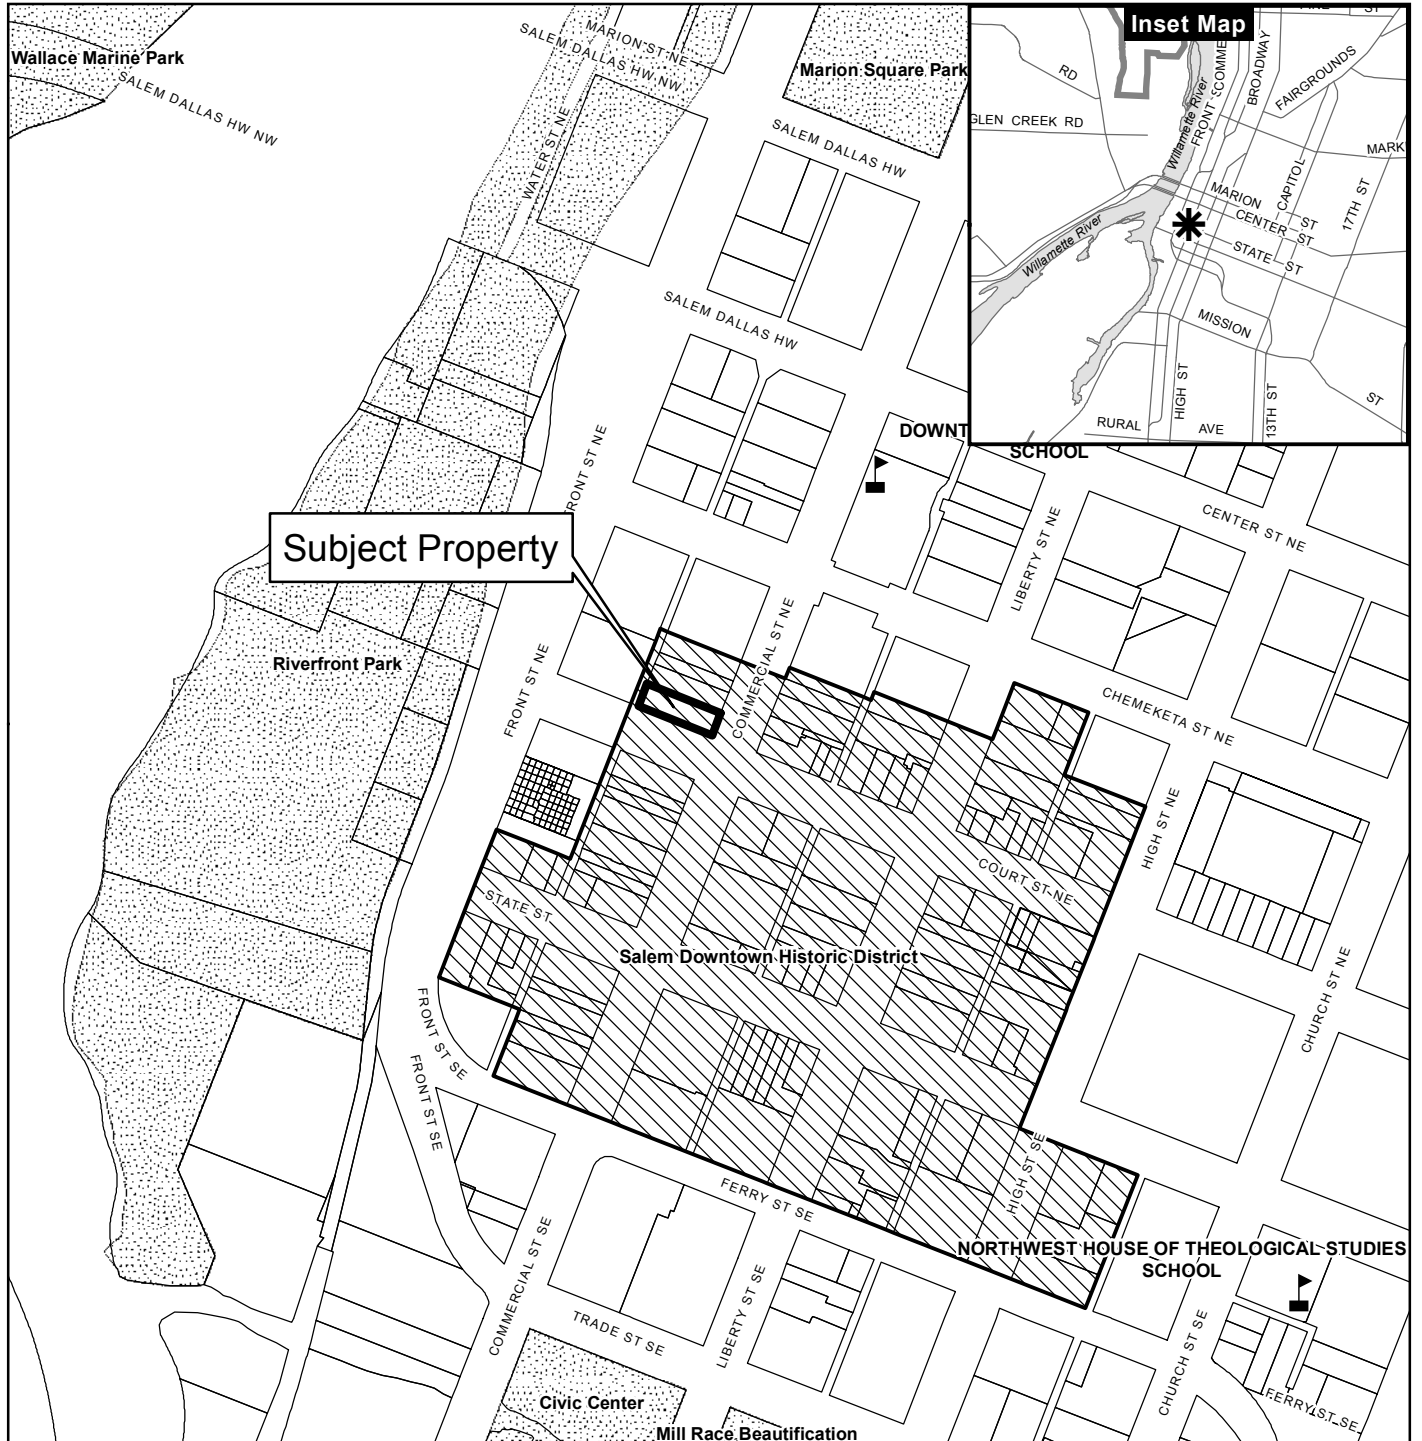 Inset Map
Wallace Marine Park
SALEM DALLAS HW NW
MARION ST NE
SALEM DALLAS HW NW
WATER ST NE
Marion Square Park
SALEM DALLAS HW
SALEM DALLAS HW
RD
GLEN CREEK RD
Willamette River
Willamette River
FRONT
BROADWAY
FAIRGROUNDS
ST
CAPITOL
17TH ST
MARION
ST
CENTER ST
STATE ST
MISSION
ST
HIGH ST
13TH ST
RURAL
AVE
DOWNT
SCHOOL
FRONT ST NE
Subject Property
LIBERTY ST NE
CENTER ST NE
COMMERCIAL ST NE
Riverfront Park
FRONT ST NE
CHEMEKETA ST NE
HIGH ST NE
COURT ST NE
STATE ST
Salem Downtown Historic District
CHURCH ST NE
FRONT ST SE
FRONT ST SE
HIGH ST SE
FERRY ST SE
NORTHWEST HOUSE OF THEOLOGICAL STUDIES
SCHOOL
COMMERCIAL ST SE
LIBERTY ST SE
TRADE ST SE
CHURCH ST SE
FERRY ST SE
Civic Center
Mill Race Beautification